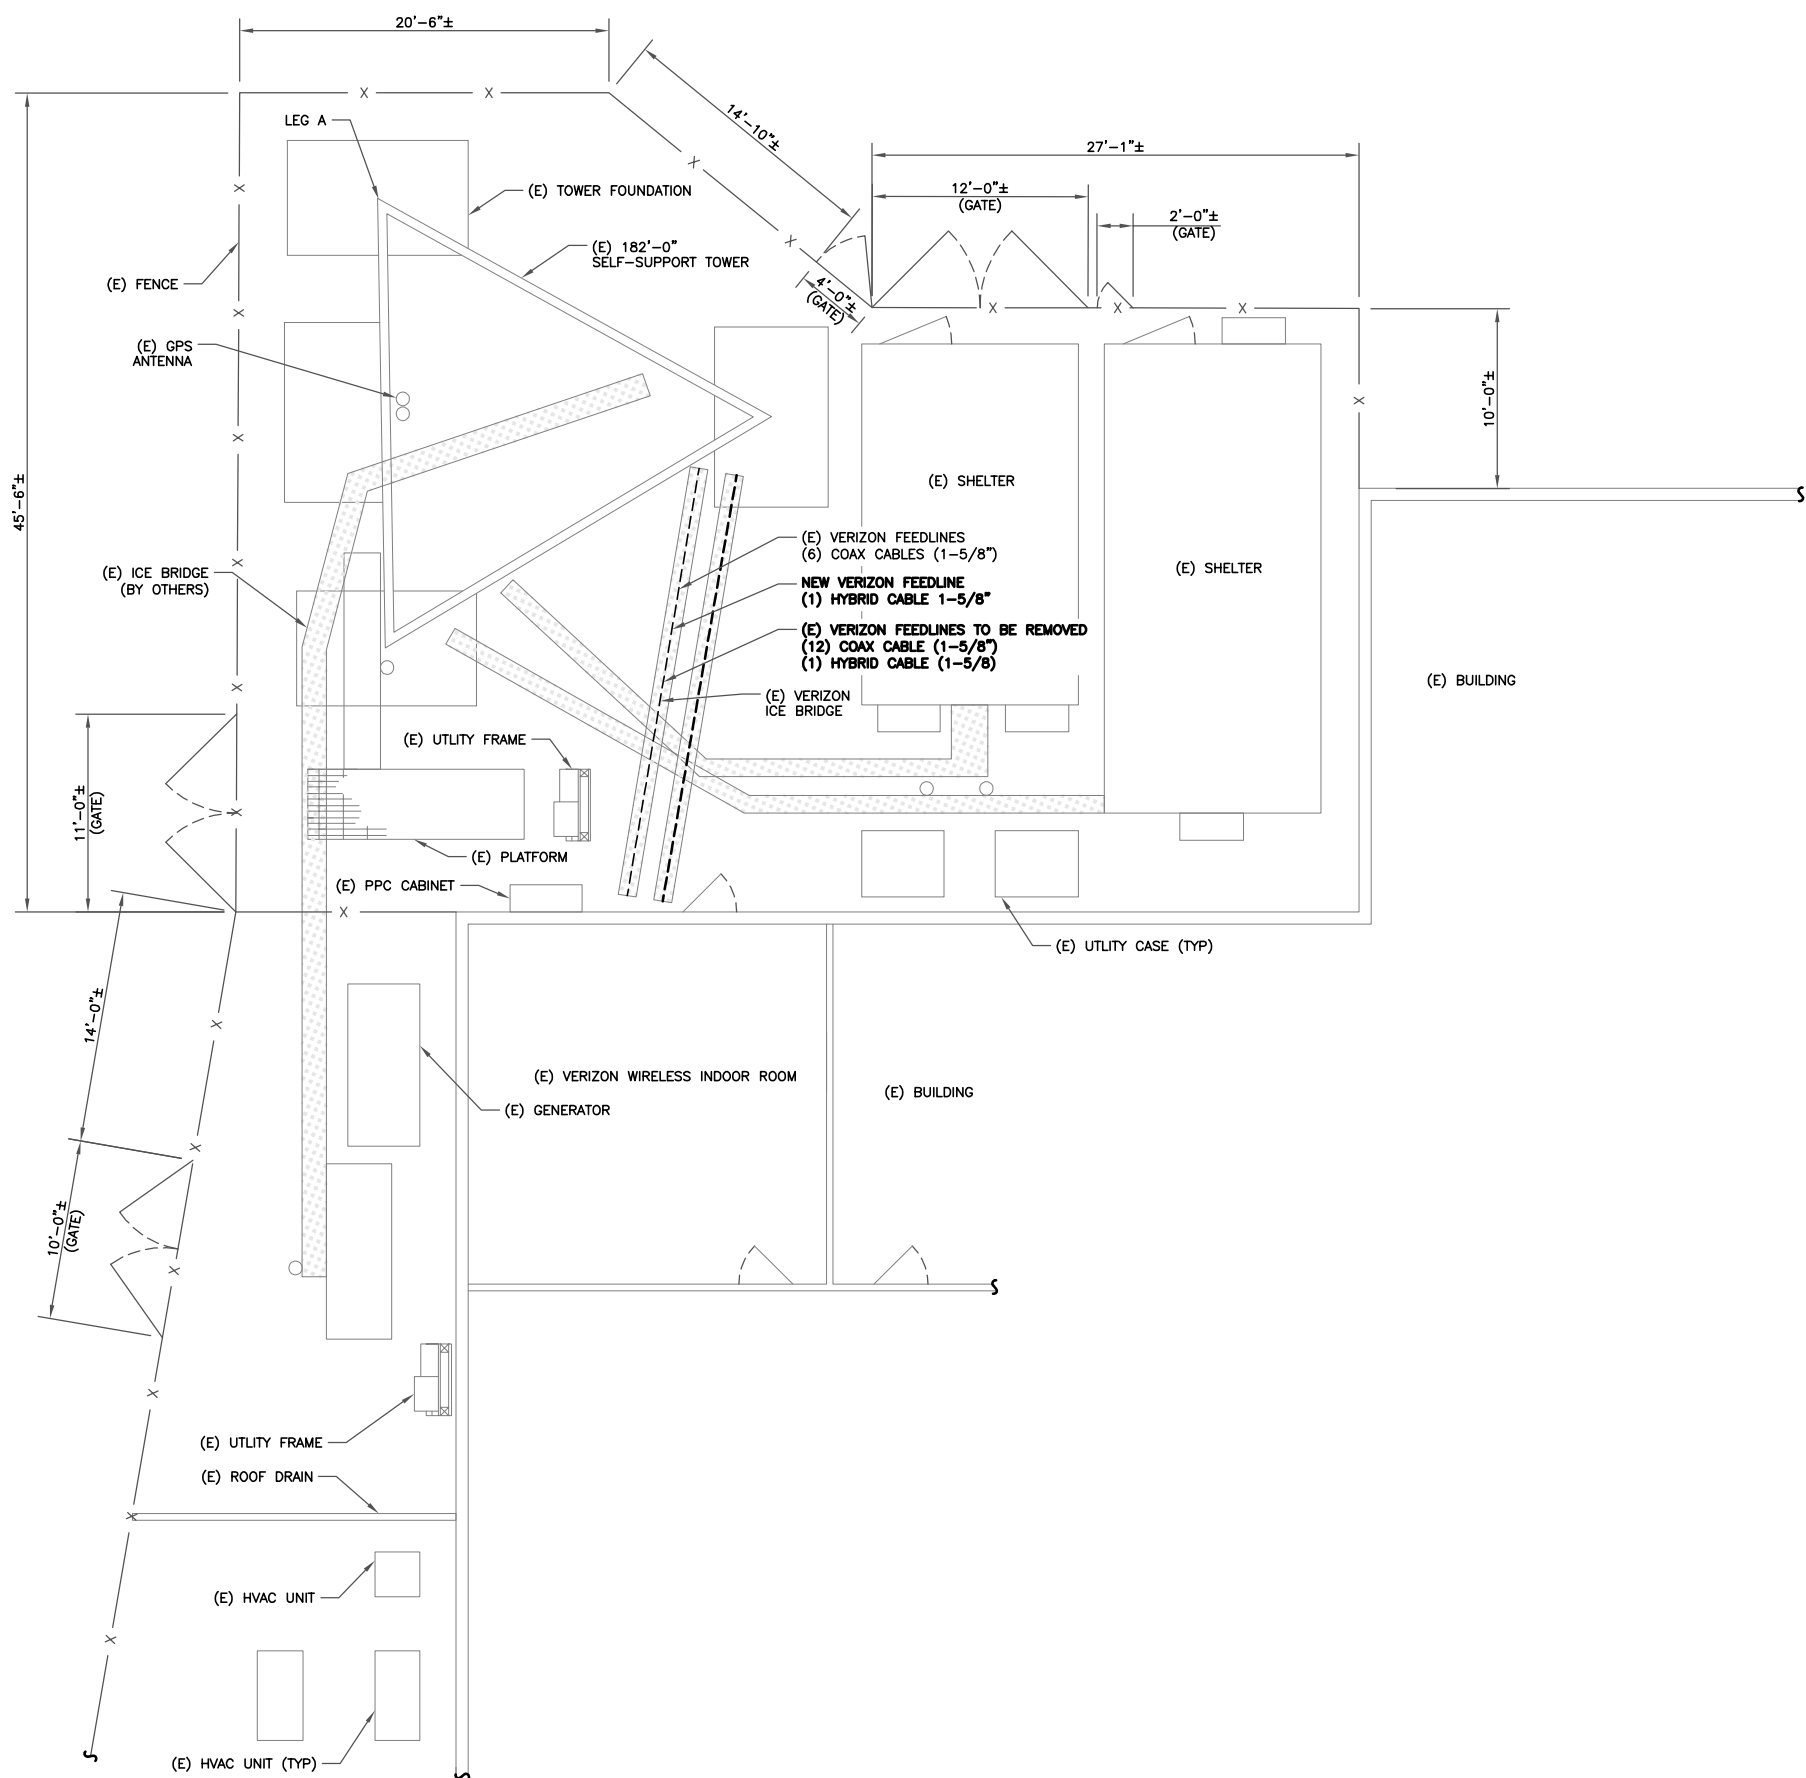 20'-6"±
14'-10"±
27'-1"±
12'-0"±
(GATE)
2'-0"±
(GATE)
LEG A
(E) TOWER FOUNDATION
(E) 182'-0"
SELF-SUPPORT TOWER
(E) FENCE
4'-0"±
(GATE)
(E) GPS
ANTENNA
10'-0"±
45'-6"±
(E) SHELTER
(E) VERIZON FEEDLINES
(6) COAX CABLES (1-5/8")
(E) SHELTER
(E) ICE BRIDGE
(BY OTHERS)
NEW VERIZON FEEDLINE
(1) HYBRID CABLE 1-5/8"
(E) VERIZON FEEDLINES TO BE REMOVED
(12) COAX CABLE (1-5/8")
(1) HYBRID CABLE (1-5/8)
(E) BUILDING
(E) VERIZON
ICE BRIDGE
(E) UTLITY FRAME
11'-0"±
(GATE)
(E) PLATFORM
(E) PPC CABINET
(E) UTLITY CASE (TYP)
14'-0"±
(E) VERIZON WIRELESS INDOOR ROOM
(E) BUILDING
(E) GENERATOR
10'-0"±
(GATE)
(E) UTLITY FRAME
(E) ROOF DRAIN
(E) HVAC UNIT
(E) HVAC UNIT (TYP)